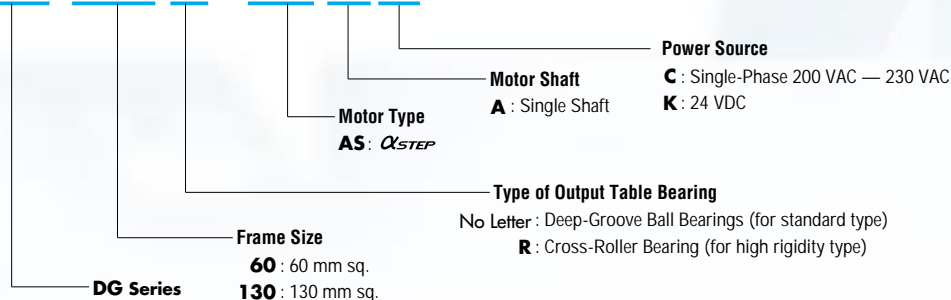 Power Source
C : Single-Phase 200 VAC — 230 VAC
K : 24 VDC
Motor Shaft
A : Single Shaft
Motor Type
AS : αSTEP
Type of Output Table Bearing
No Letter : Deep-Groove Ball Bearings (for standard type)
R : Cross-Roller Bearing (for high rigidity type)
Frame Size
60 : 60 mm sq.
130 : 130 mm sq.
DG Series